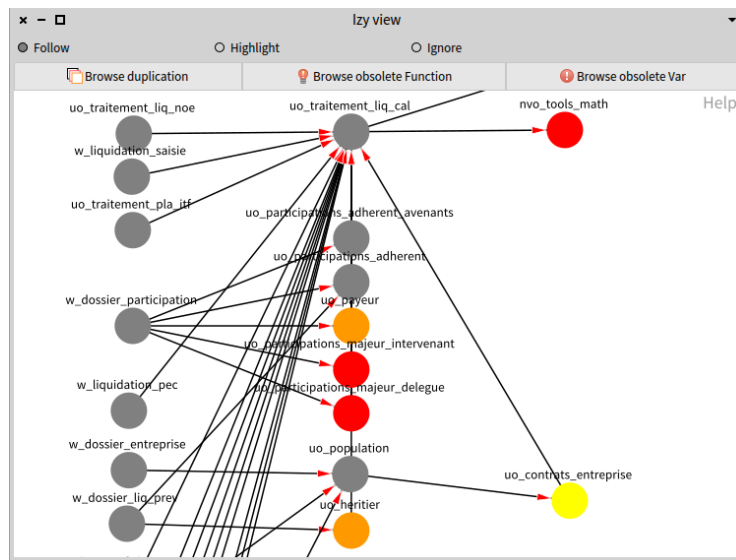 lzy view
Follow
Highlight
Ignore
Browse duplication
Browse obsolete Function
Browse obsolete Var
Help
uo_traitement_liq_noe
uo_traitement_liq_cal
nvo_tools_math
w_liquidation_saisie
uo_traitement_pla_itf
uo_participations_adherent_avenants
uo_participations_adherent
w_dossier_participation
uo_payeur
uo_participations_majeur_intervenant
w_liquidation_pec
uo_participations_majeur_delegue
w_dossier_entreprise
uo_population
uo_contrats_entreprise
w_dossier_liq_prev
uo_heritier